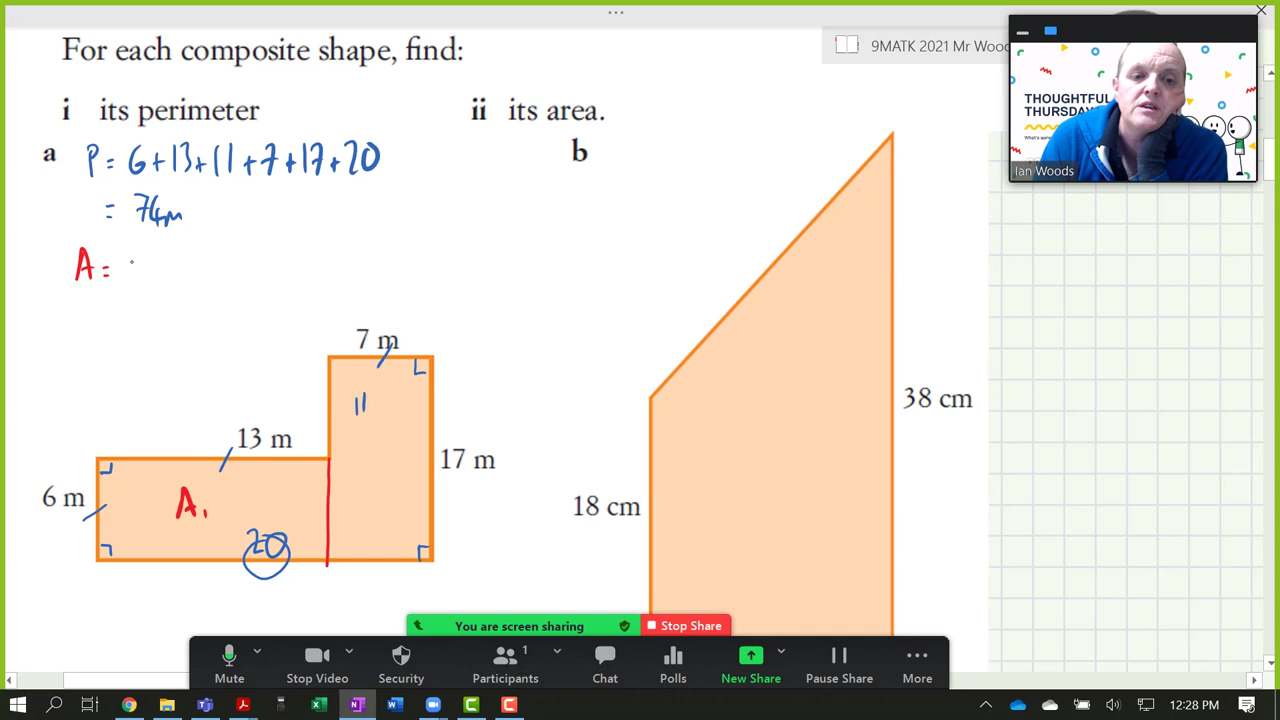 For each composite shape, find:
9MATK 2021 Mr Wood
THOUGHTFUL
THURSDAY
Ian Woods
i its perimeter
ii its area.
a P = 6+13+11+7+17+20
= 74m
A =
b
7 m
11
13 m
17 m
6 m
A₁
20
38 cm
18 cm
You are screen sharing
Stop Share
Mute
Stop Video
Security
1
Participants
Chat
Polls
New Share
Pause Share
More
12:28 PM